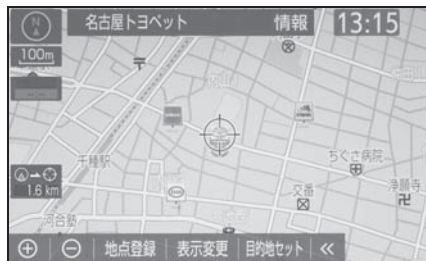 N
名古屋トヨペット 情報 13:15
100m
千種駅
ちくさ病院
1.6 km
交番
浄願寺
河合塾
地点登録 表示変更 目的地セット